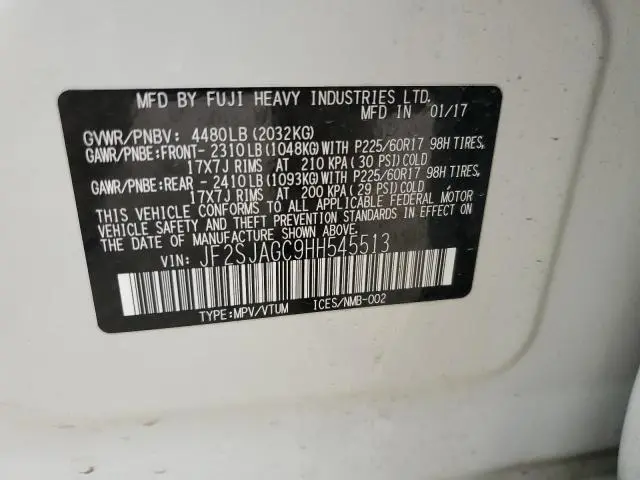 MFD BY FUJI HEAVY INDUSTRIES LTD.
MFD IN 01/17
GVWR/PNBV: 4480LB(2032KG)
GAWR/PNBE:FRONT-2310LB(1048KG)WITH P225/60R17 98H TIRES,
17X7J RIMS AT 210 KPA(30 PSI)COLD
GAWR/PNBE:REAR -2410LB(1093KG)WITH P225/60R17 98H TIRES,
17X7J RIMS AT 200 KPA(29 PSI)COLD
THIS VEHICLE CONFORMS TO ALL APPLICABLE FEDERAL MOTOR
VEHICLE SAFETY AND THEFT PREVENTION STANDARDS IN EFFECT ON
THE DATE OF MANUFACTURE SHOWN ABOVE.
VIN: JF2SJAGC9HH545513
TYPE:MPV/VTUM ICES/NMB-002